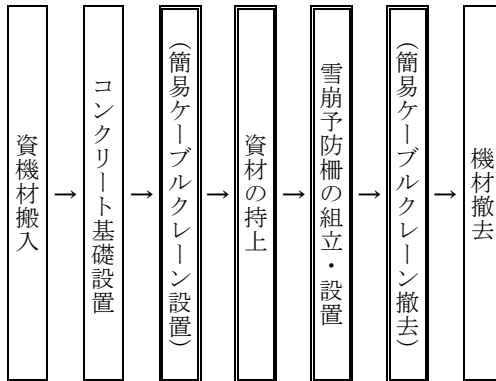 資機材搬入
→
コンクリート基礎設置
→
(簡易ケーブルクレーン設置)
→
資材の持上
→
雪崩予防柵の組立・設置
→
(簡易ケーブルクレーン撤去)
→
機材撤去